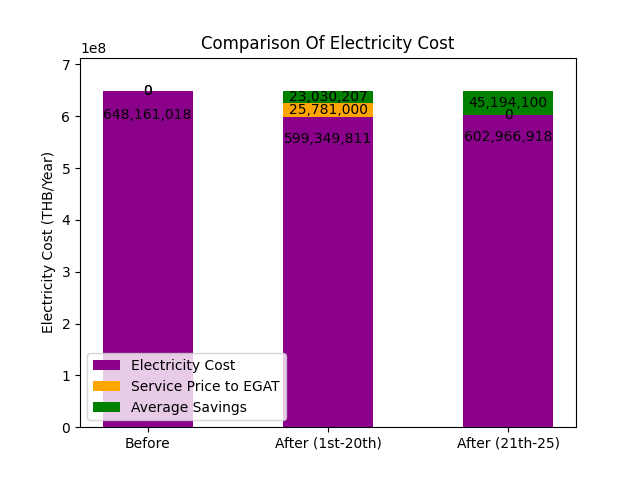 Comparison Of Electricity Cost
1e8
Electricity Cost (THB/Year)
7
6
5
4
3
2
1
0
0
648,161,018
23,030,207
25,781,000
599,349,811
45,194,100
0
602,966,918
Electricity Cost
Service Price to EGAT
Average Savings
Before
After (1st-20th)
After (21th-25)